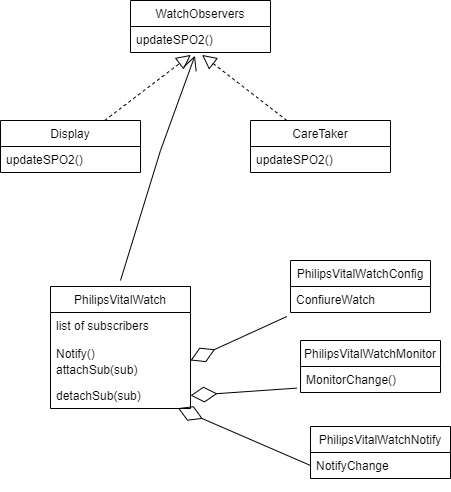 WatchObservers
updateSPO2()
Display
updateSPO2()
CareTaker
updateSPO2()
PhilipsVitalWatch
list of subscribers
Notify()
attachSub(sub)
detachSub(sub)
PhilipsVitalWatchConfig
ConfiureWatch
PhilipsVitalWatchMonitor
MonitorChange()
PhilipsVitalWatchNotify
NotifyChange